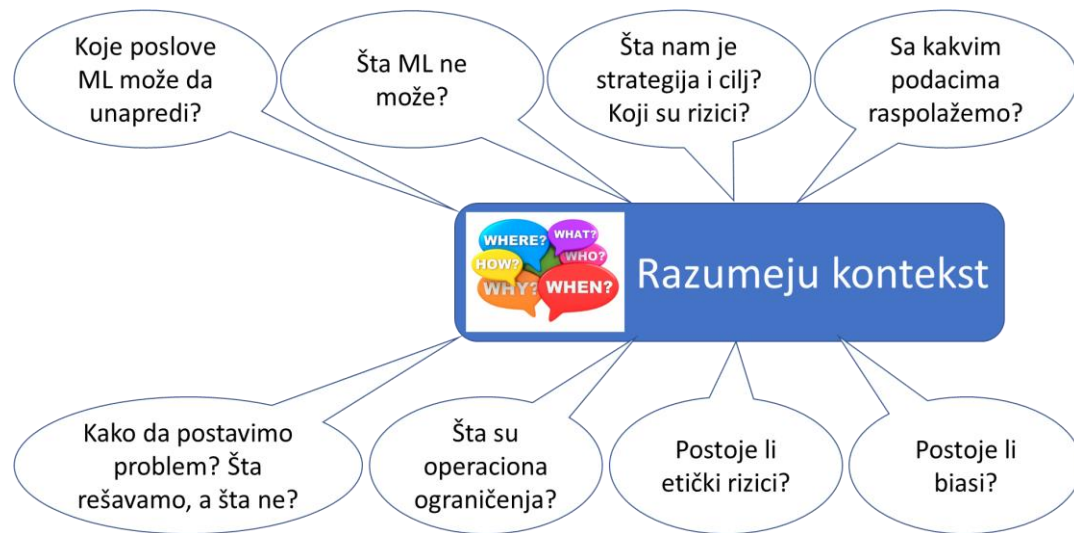 Koje poslove
ML može da
unapredi?
Šta ML ne
može?
Šta nam je
strategija i cilj?
Koji su rizici?
Sa kakvim
podacima
raspolažemo?
WHERE?
WHAT?
HOW?
WHO?
WHY?
WHEN?
Razumeju kontekst
Kako da postavimo
problem? Šta
rešavamo, a šta ne?
Šta su
operaciona
ograničenja?
Postoje li
etički rizici?
Postoje li
biasi?